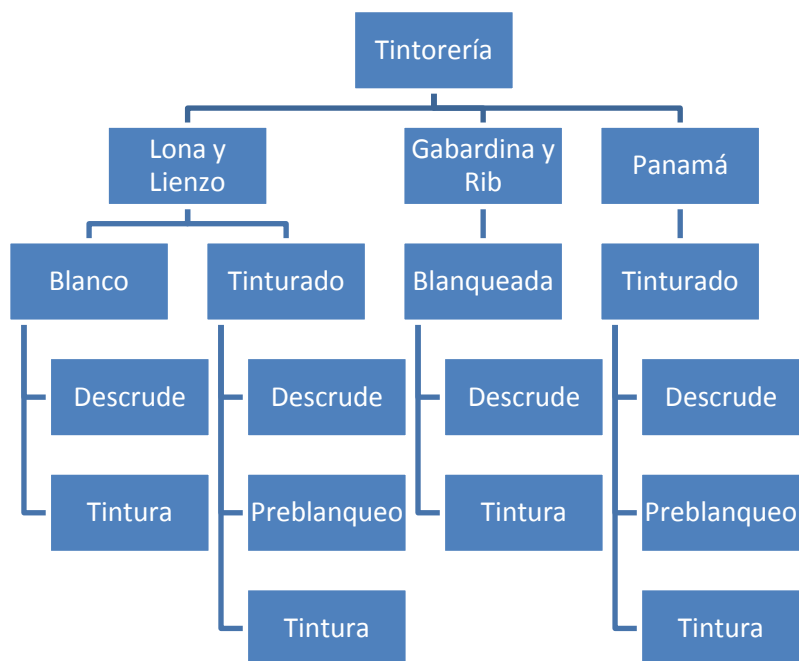 Tintorería
Lona y
Lienzo
Gabardina y
Rib
Panamá
Blanco
Tinturado
Blanqueada
Tinturado
Descrude
Descrude
Descrude
Descrude
Tintura
Preblanqueo
Tintura
Preblanqueo
Tintura
Tintura